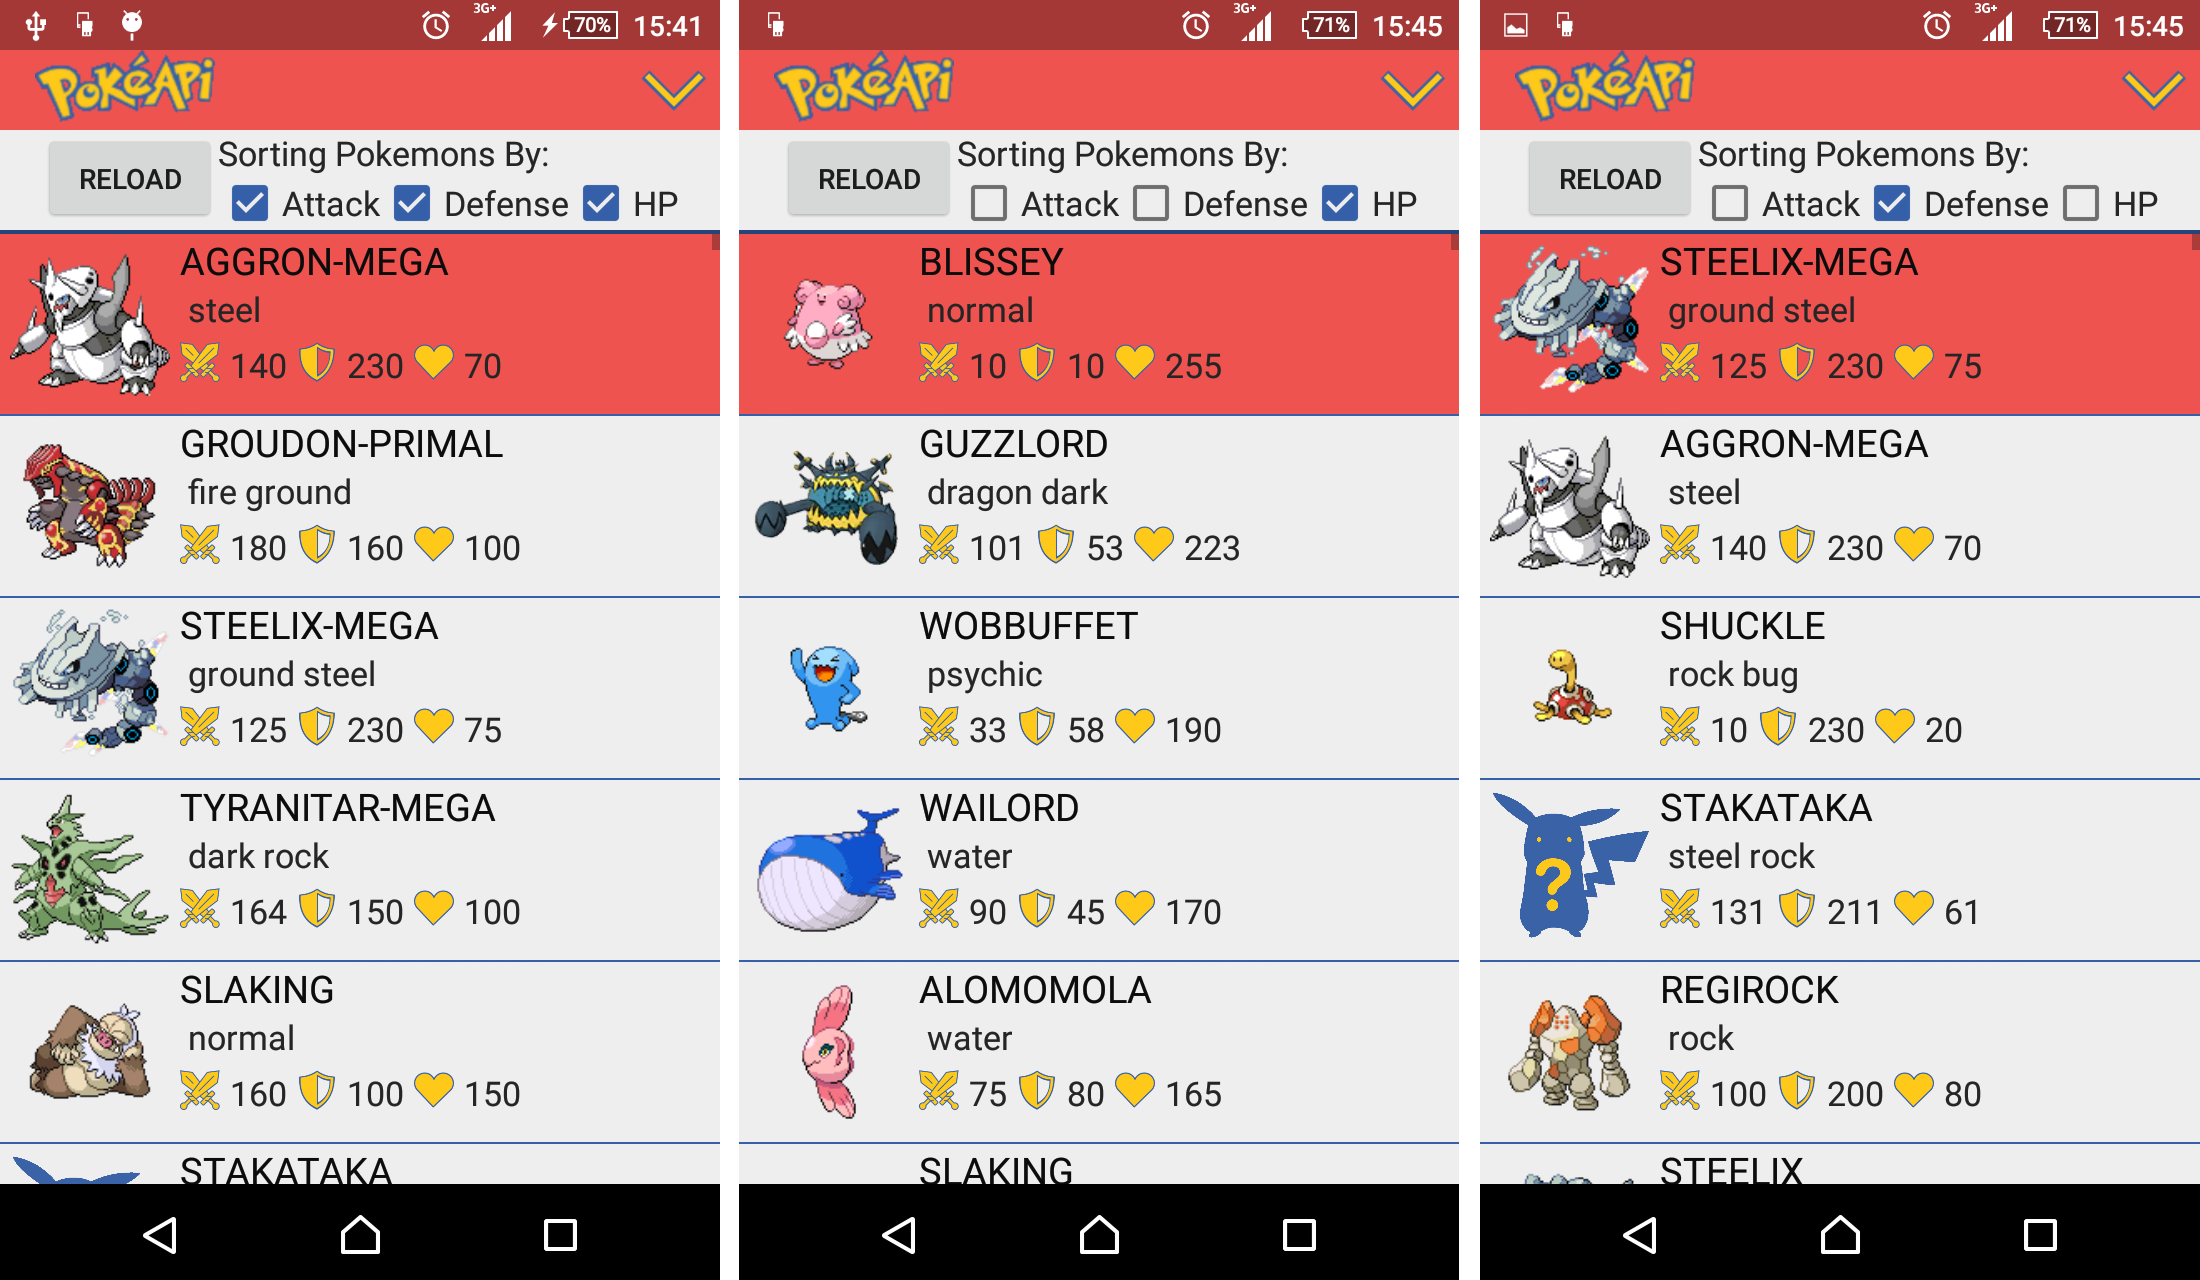 3G+ 70% 15:41
PokéApi
RELOAD
Sorting Pokemons By:
Attack Defense HP
AGGRON-MEGA
steel
140 230 70
GROUDON-PRIMAL
fire ground
180 160 100
STEELIX-MEGA
ground steel
125 230 75
TYRANITAR-MEGA
dark rock
164 150 100
SLAKING
normal
160 100 150
STAKATAKA
3G+ 71% 15:45
PokéApi
RELOAD
Sorting Pokemons By:
Attack Defense HP
BLISSEY
normal
10 10 255
GUZZLORD
dragon dark
101 53 223
WOBBUFFET
psychic
33 58 190
WAILORD
water
90 45 170
ALOMOMOLA
water
75 80 165
SLAKING
3G+ 71% 15:45
PokéApi
RELOAD
Sorting Pokemons By:
Attack Defense HP
STEELIX-MEGA
ground steel
125 230 75
AGGRON-MEGA
steel
140 230 70
SHUCKLE
rock bug
10 230 20
STAKATAKA
steel rock
?
131 211 61
REGIROCK
rock
100 200 80
STEELIX